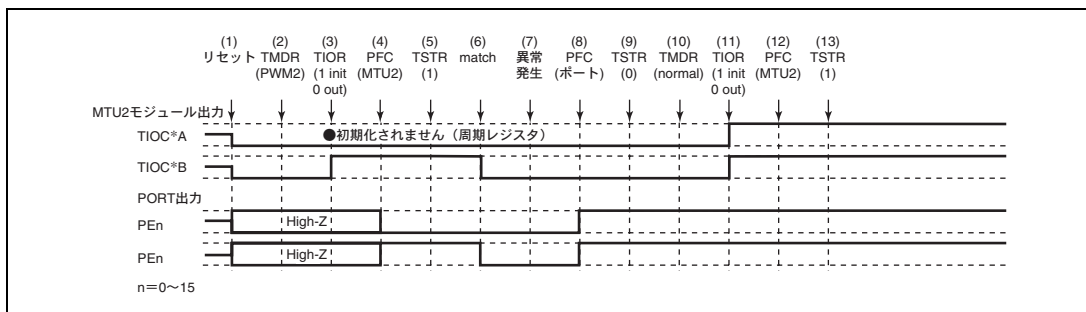 (1) (2) (3) (4) (5) (6) (7) (8) (9) (10) (11) (12) (13)
リセット TMDR TIOR PFC TSTR match 異常 PFC TSTR TMDR TIOR PFC TSTR
(PWM2) (1 init (MTU2) (1) 発生 (ポート) (0) (normal) (1 init (MTU2) (1)
0 out) 0 out)
MTU2モジュール出力
TIOC*A ●初期化されません（周期レジスタ）
TIOC*B
PORT出力
PEn High-Z
PEn High-Z
n＝0～15